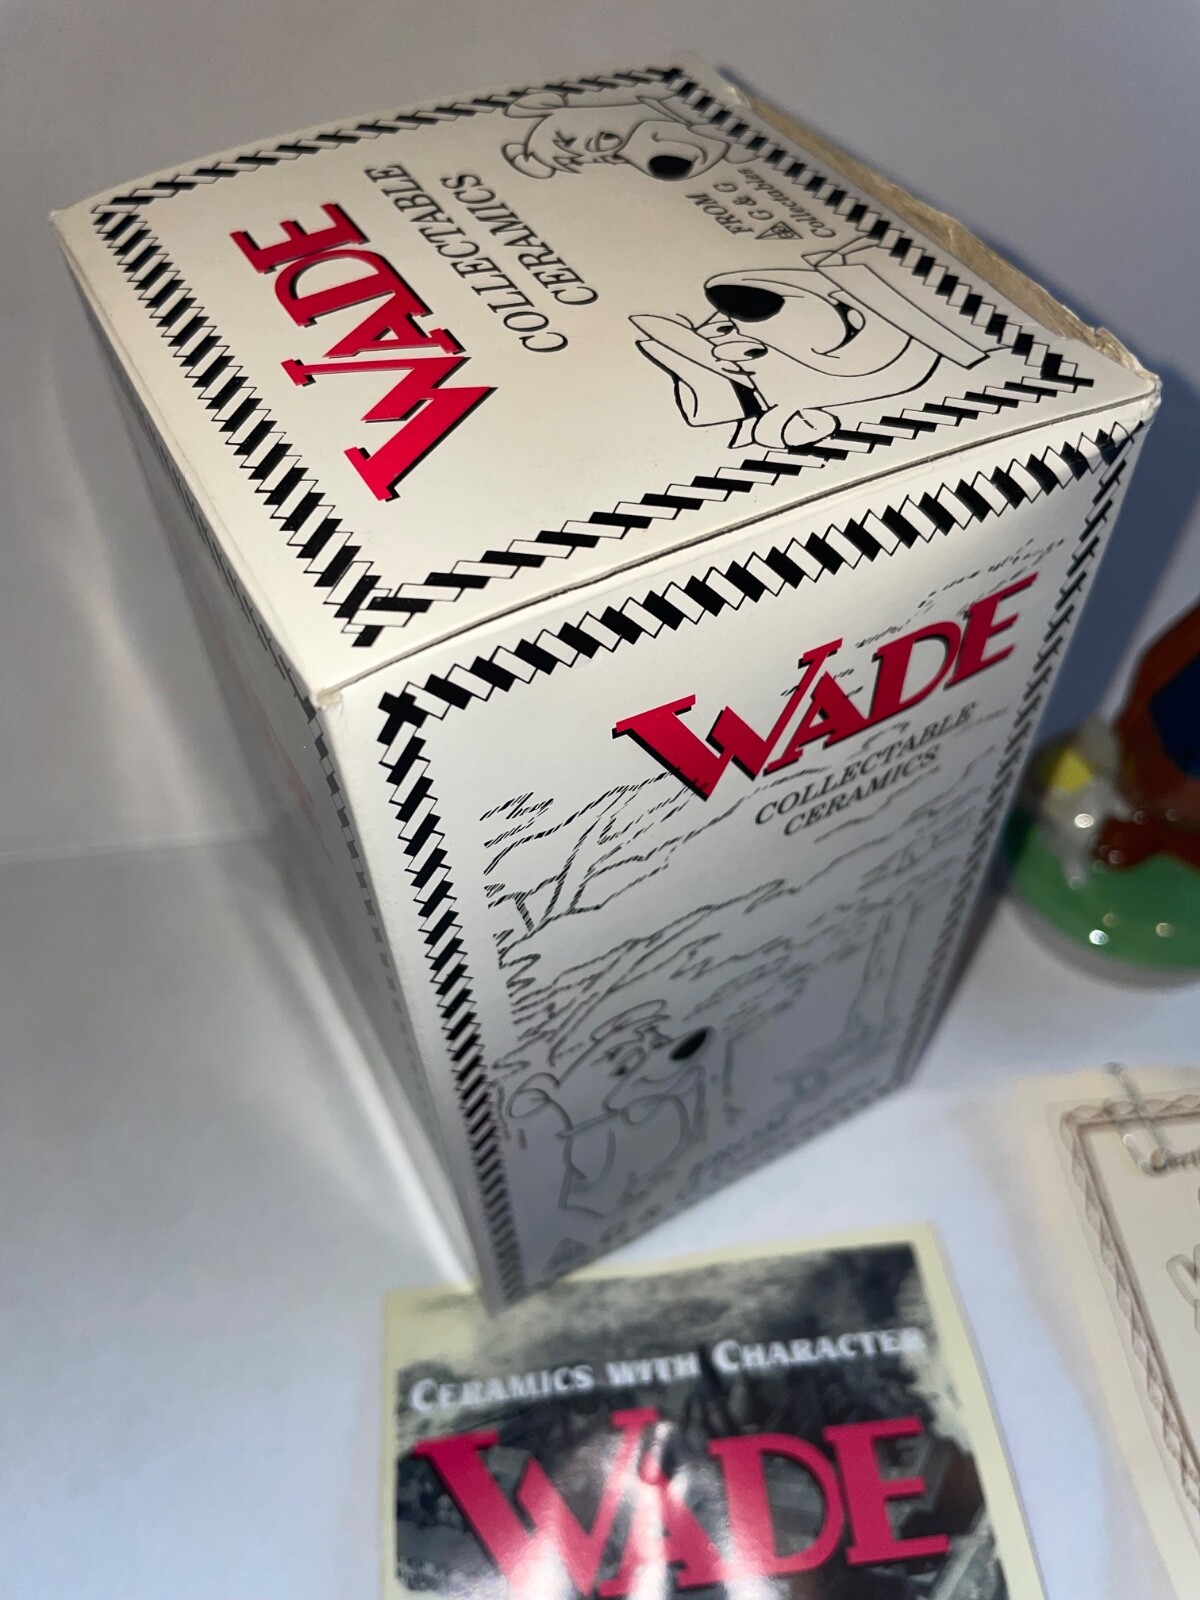 WADE
COLLECTABLE
CERAMICS
FROM
G & G
Collectables
WADE
COLLECTABLE
CERAMICS
CERAMICS WITH CHARACTER
WADE